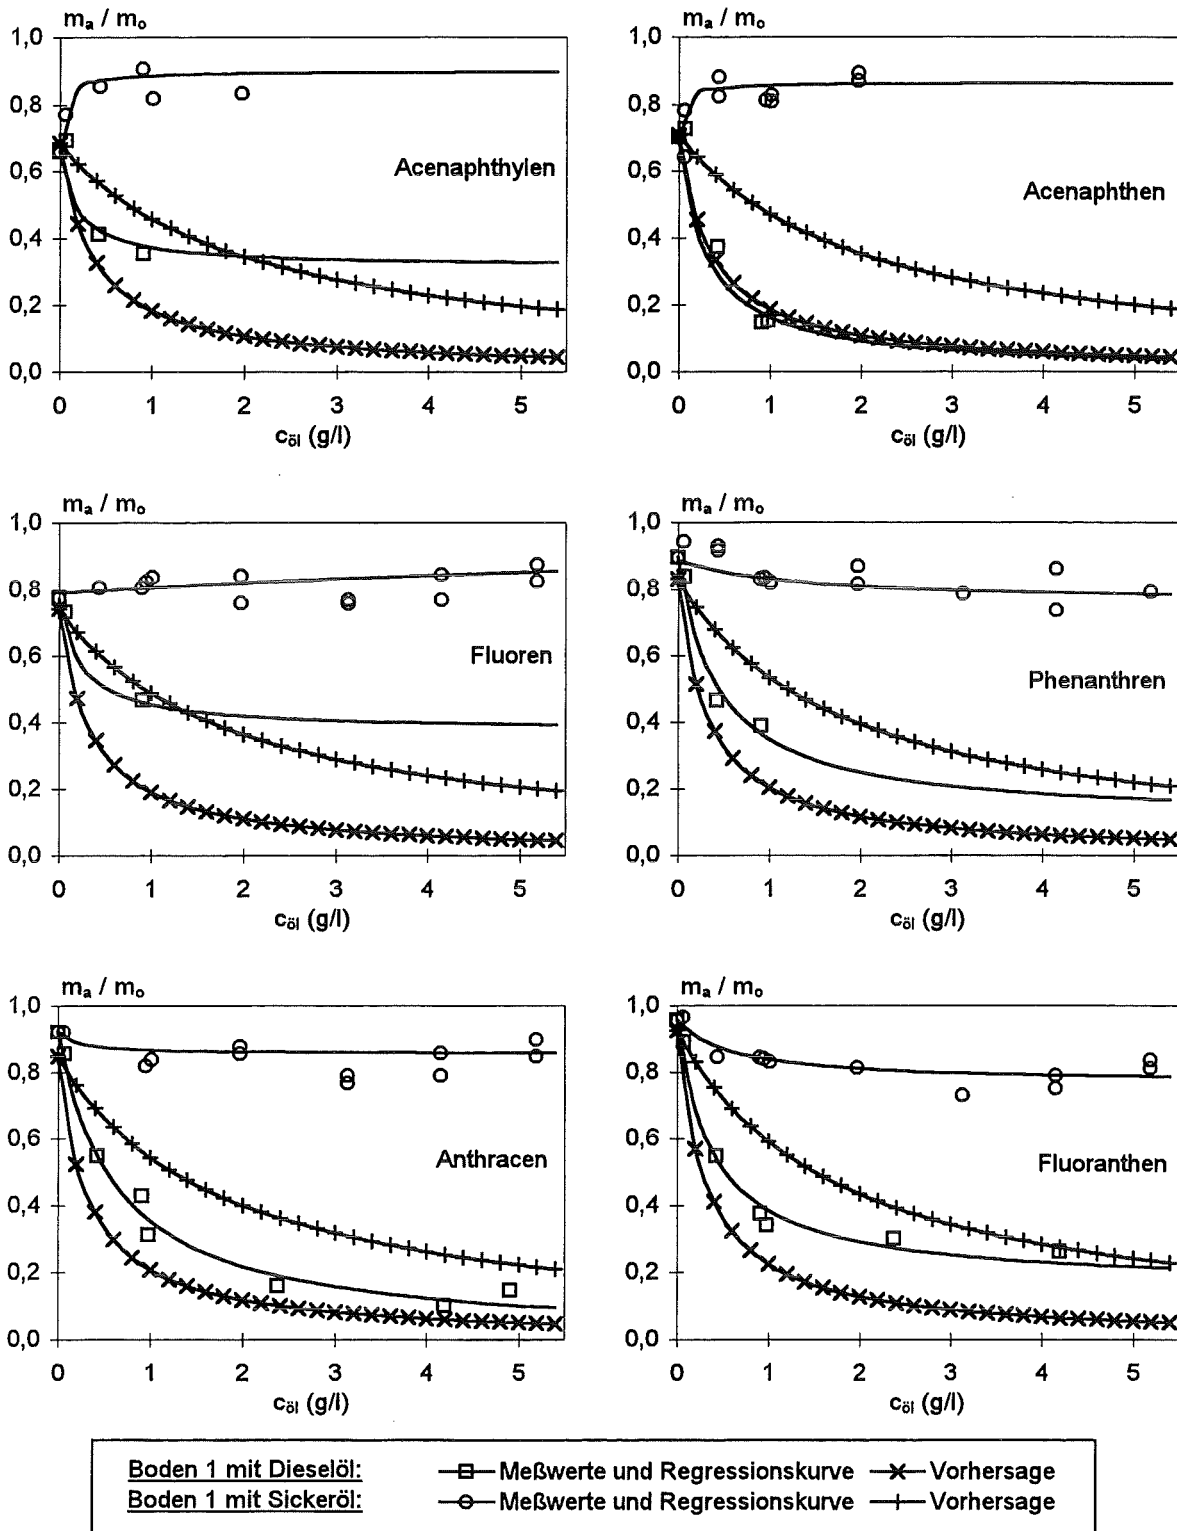 mₐ / mₒ
1,0
0,8
0,6
0,4
0,2
0,0
Acenaphthylen
0 1 2 3 4 5
cöl (g/l)
mₐ / mₒ
1,0
0,8
0,6
0,4
0,2
0,0
Acenaphthen
0 1 2 3 4 5
cöl (g/l)
mₐ / mₒ
1,0
0,8
0,6
0,4
0,2
0,0
Fluoren
0 1 2 3 4 5
cöl (g/l)
mₐ / mₒ
1,0
0,8
0,6
0,4
0,2
0,0
Phenanthren
0 1 2 3 4 5
cöl (g/l)
mₐ / mₒ
1,0
0,8
0,6
0,4
0,2
0,0
Anthracen
0 1 2 3 4 5
cöl (g/l)
mₐ / mₒ
1,0
0,8
0,6
0,4
0,2
0,0
Fluoranthen
0 1 2 3 4 5
cöl (g/l)
Boden 1 mit Dieselöl: Meßwerte und Regressionskurve Vorhersage
Boden 1 mit Sickeröl: Meßwerte und Regressionskurve Vorhersage